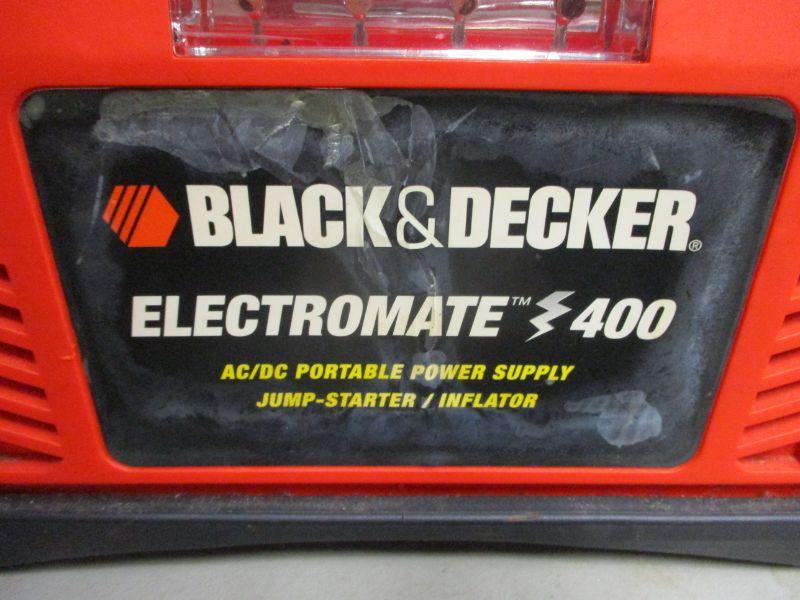 BLACK&DECKER®
ELECTROMATE™ 400
AC/DC PORTABLE POWER SUPPLY
JUMP-STARTER / INFLATOR